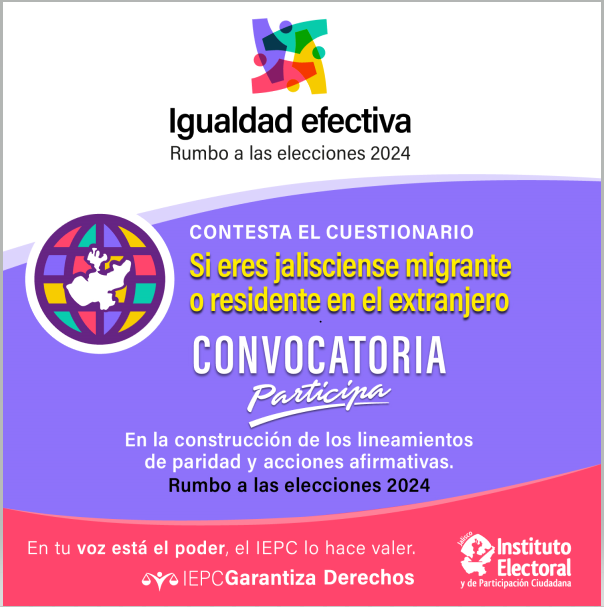 Igualdad efectiva
Rumbo a las elecciones 2024
CONTESTA EL CUESTIONARIO
Si eres jalisciense migrante
o residente en el extranjero
CONVOCATORIA
Participa
En la construcción de los lineamientos
de paridad y acciones afirmativas.
Rumbo a las elecciones 2024
En tu voz está el poder, el IEPC lo hace valer.
IEPCGarantiza Derechos
Jalisco
Instituto
Electoral
y de Participación Ciudadana